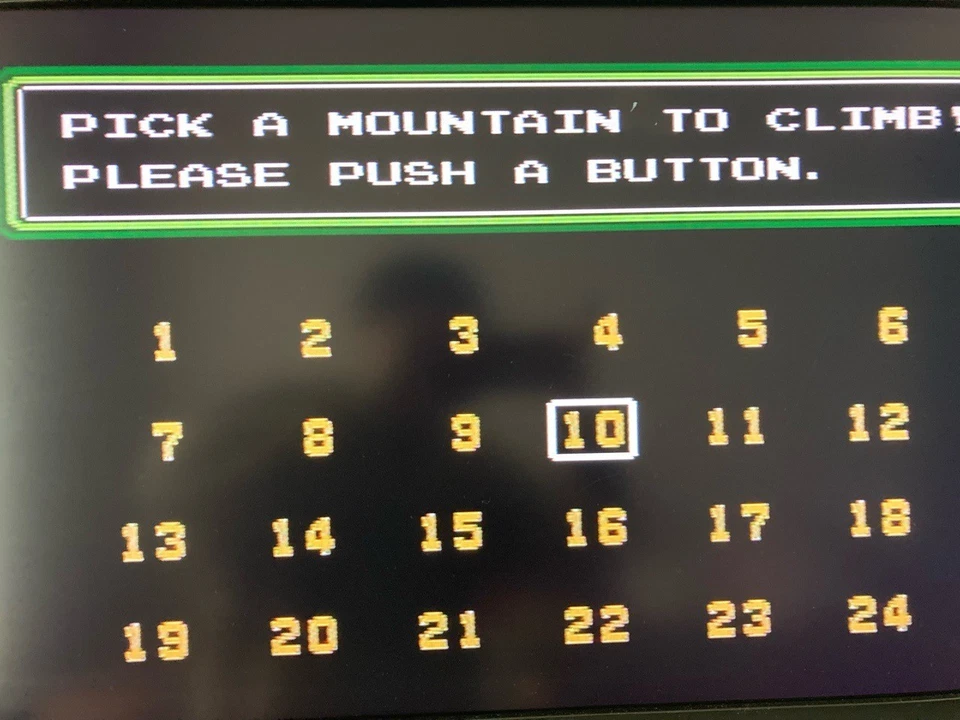 PICK A MOUNTAIN TO CLIMB!
PLEASE PUSH A BUTTON.
1 2 3 4 5 6
7 8 9 10 11 12
13 14 15 16 17 18
19 20 21 22 23 24